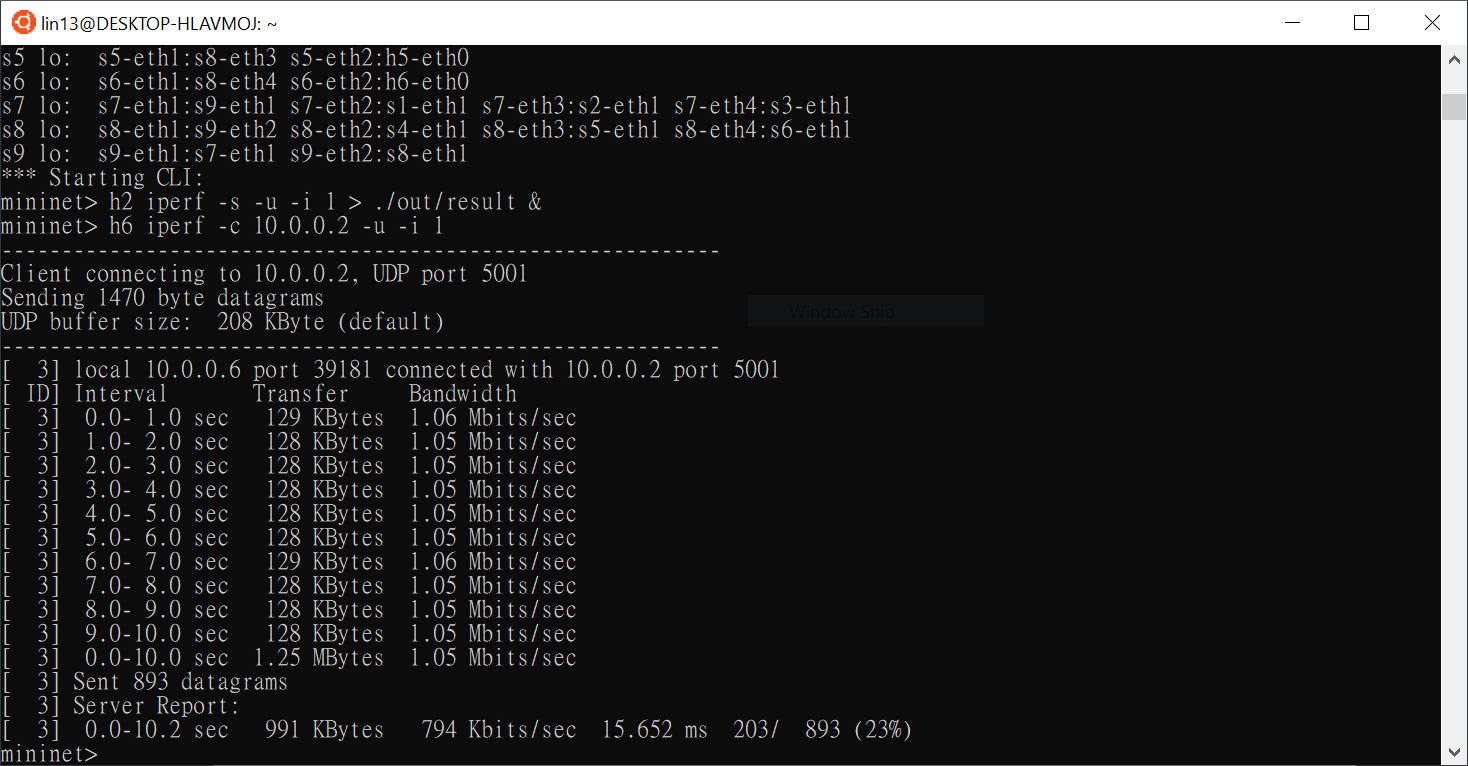 lin13@DESKTOP-HLAVMOJ: ~
s5 lo:  s5-eth1:s8-eth3 s5-eth2:h5-eth0
s6 lo:  s6-eth1:s8-eth4 s6-eth2:h6-eth0
s7 lo:  s7-eth1:s9-eth1 s7-eth2:s1-eth1 s7-eth3:s2-eth1 s7-eth4:s3-eth1
s8 lo:  s8-eth1:s9-eth2 s8-eth2:s4-eth1 s8-eth3:s5-eth1 s8-eth4:s6-eth1
s9 lo:  s9-eth1:s7-eth1 s9-eth2:s8-eth1
*** Starting CLI:
mininet> h2 iperf -s -u -i 1 > ./out/result &
mininet> h6 iperf -c 10.0.0.2 -u -i 1
------------------------------------------------------------
Client connecting to 10.0.0.2, UDP port 5001
Sending 1470 byte datagrams
Window Snip
UDP buffer size:  208 KByte (default)
------------------------------------------------------------
[  3] local 10.0.0.6 port 39181 connected with 10.0.0.2 port 5001
[ ID] Interval       Transfer     Bandwidth
[  3]  0.0- 1.0 sec   129 KBytes  1.06 Mbits/sec
[  3]  1.0- 2.0 sec   128 KBytes  1.05 Mbits/sec
[  3]  2.0- 3.0 sec   128 KBytes  1.05 Mbits/sec
[  3]  3.0- 4.0 sec   128 KBytes  1.05 Mbits/sec
[  3]  4.0- 5.0 sec   128 KBytes  1.05 Mbits/sec
[  3]  5.0- 6.0 sec   128 KBytes  1.05 Mbits/sec
[  3]  6.0- 7.0 sec   129 KBytes  1.06 Mbits/sec
[  3]  7.0- 8.0 sec   128 KBytes  1.05 Mbits/sec
[  3]  8.0- 9.0 sec   128 KBytes  1.05 Mbits/sec
[  3]  9.0-10.0 sec   128 KBytes  1.05 Mbits/sec
[  3]  0.0-10.0 sec  1.25 MBytes  1.05 Mbits/sec
[  3] Sent 893 datagrams
[  3] Server Report:
[  3]  0.0-10.2 sec   991 KBytes   794 Kbits/sec  15.652 ms  203/  893 (23%)
mininet>